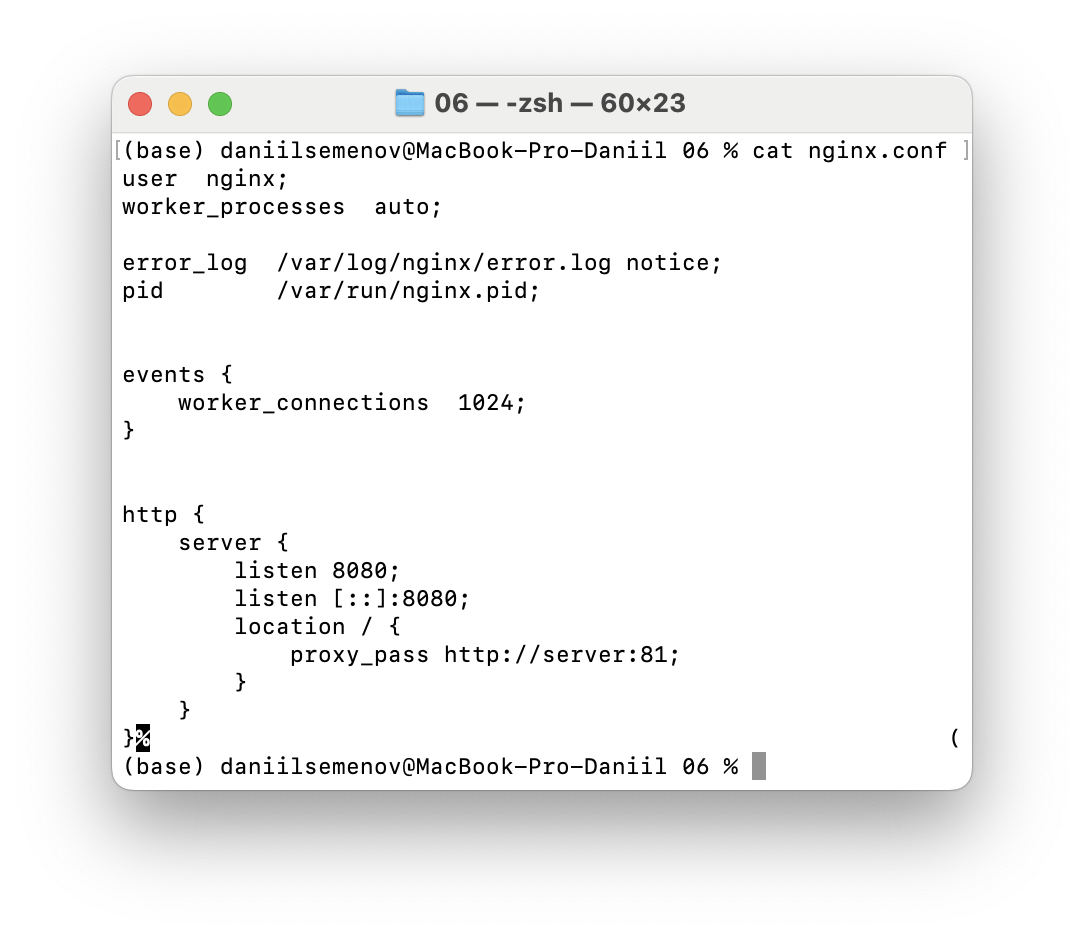 06 — -zsh — 60×23
[(base) daniilsemenov@MacBook-Pro-Daniil 06 % cat nginx.conf ]
user  nginx;
worker_processes  auto;

error_log  /var/log/nginx/error.log notice;
pid        /var/run/nginx.pid;


events {
    worker_connections  1024;
}


http {
    server {
        listen 8080;
        listen [::]:8080;
        location / {
            proxy_pass http://server:81;
        }
    }
}%                                                          (
(base) daniilsemenov@MacBook-Pro-Daniil 06 %